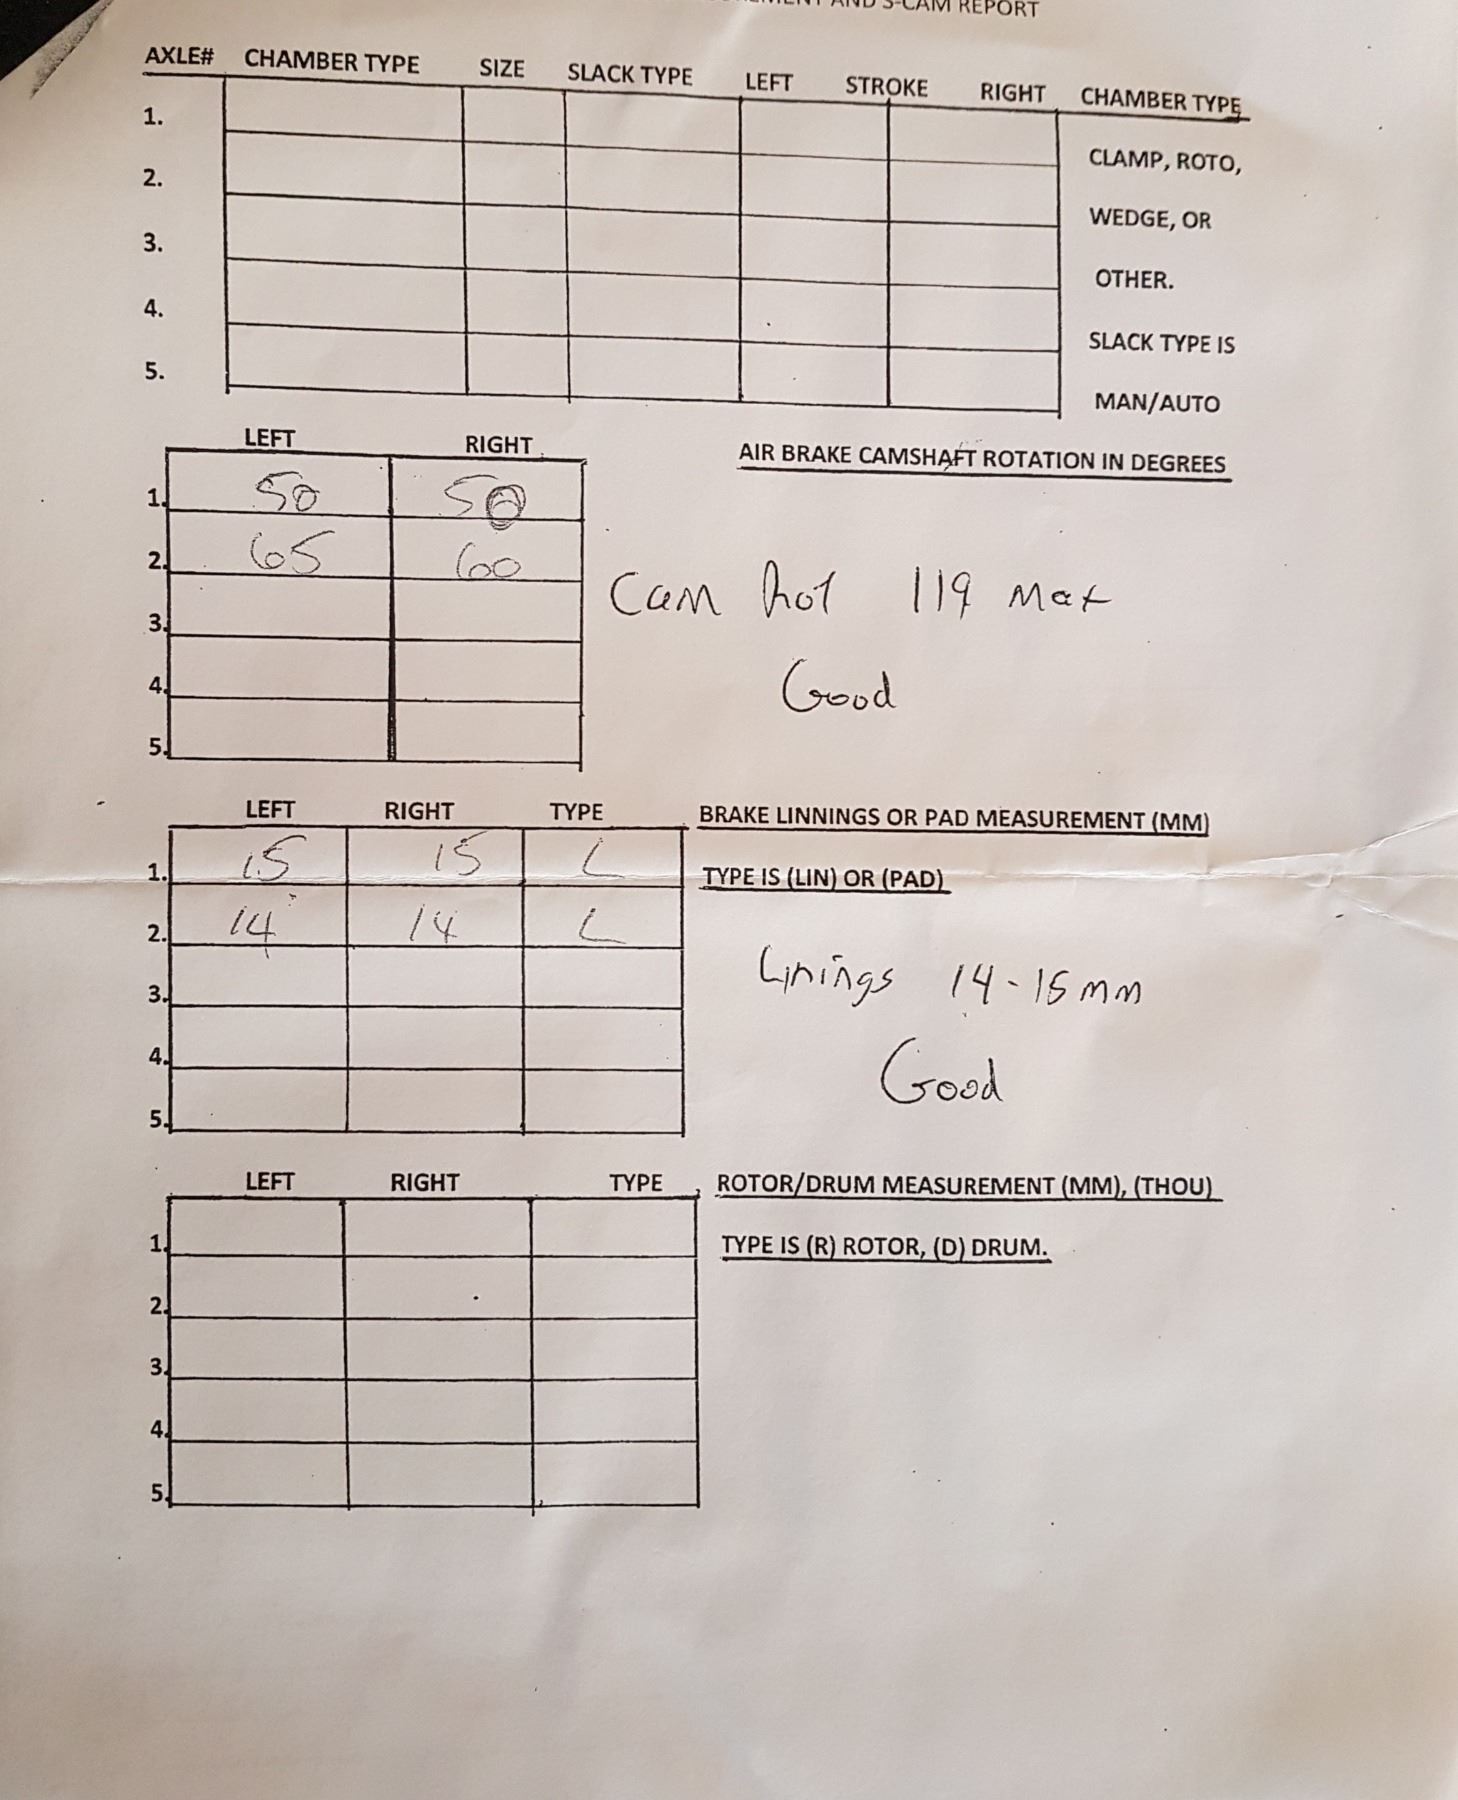 AND S-CAM REPORT
AXLE# CHAMBER TYPE SIZE SLACK TYPE LEFT STROKE RIGHT CHAMBER TYPE
1.
CLAMP, ROTO,
2.
WEDGE, OR
3.
OTHER.
4.
SLACK TYPE IS
5.
MAN/AUTO
LEFT RIGHT AIR BRAKE CAMSHAFT ROTATION IN DEGREES
1. 50 50
2. 65 60
Cam Rot 119 Max
3.
4. Good
5.
LEFT RIGHT TYPE BRAKE LINNINGS OR PAD MEASUREMENT (MM)
1. 15 15 L TYPE IS (LIN) OR (PAD)
2. 14 14 L
3. Linings 14-15 mm
4. Good
5.
LEFT RIGHT TYPE ROTOR/DRUM MEASUREMENT (MM), (THOU)
1. TYPE IS (R) ROTOR, (D) DRUM.
2.
3.
4.
5.